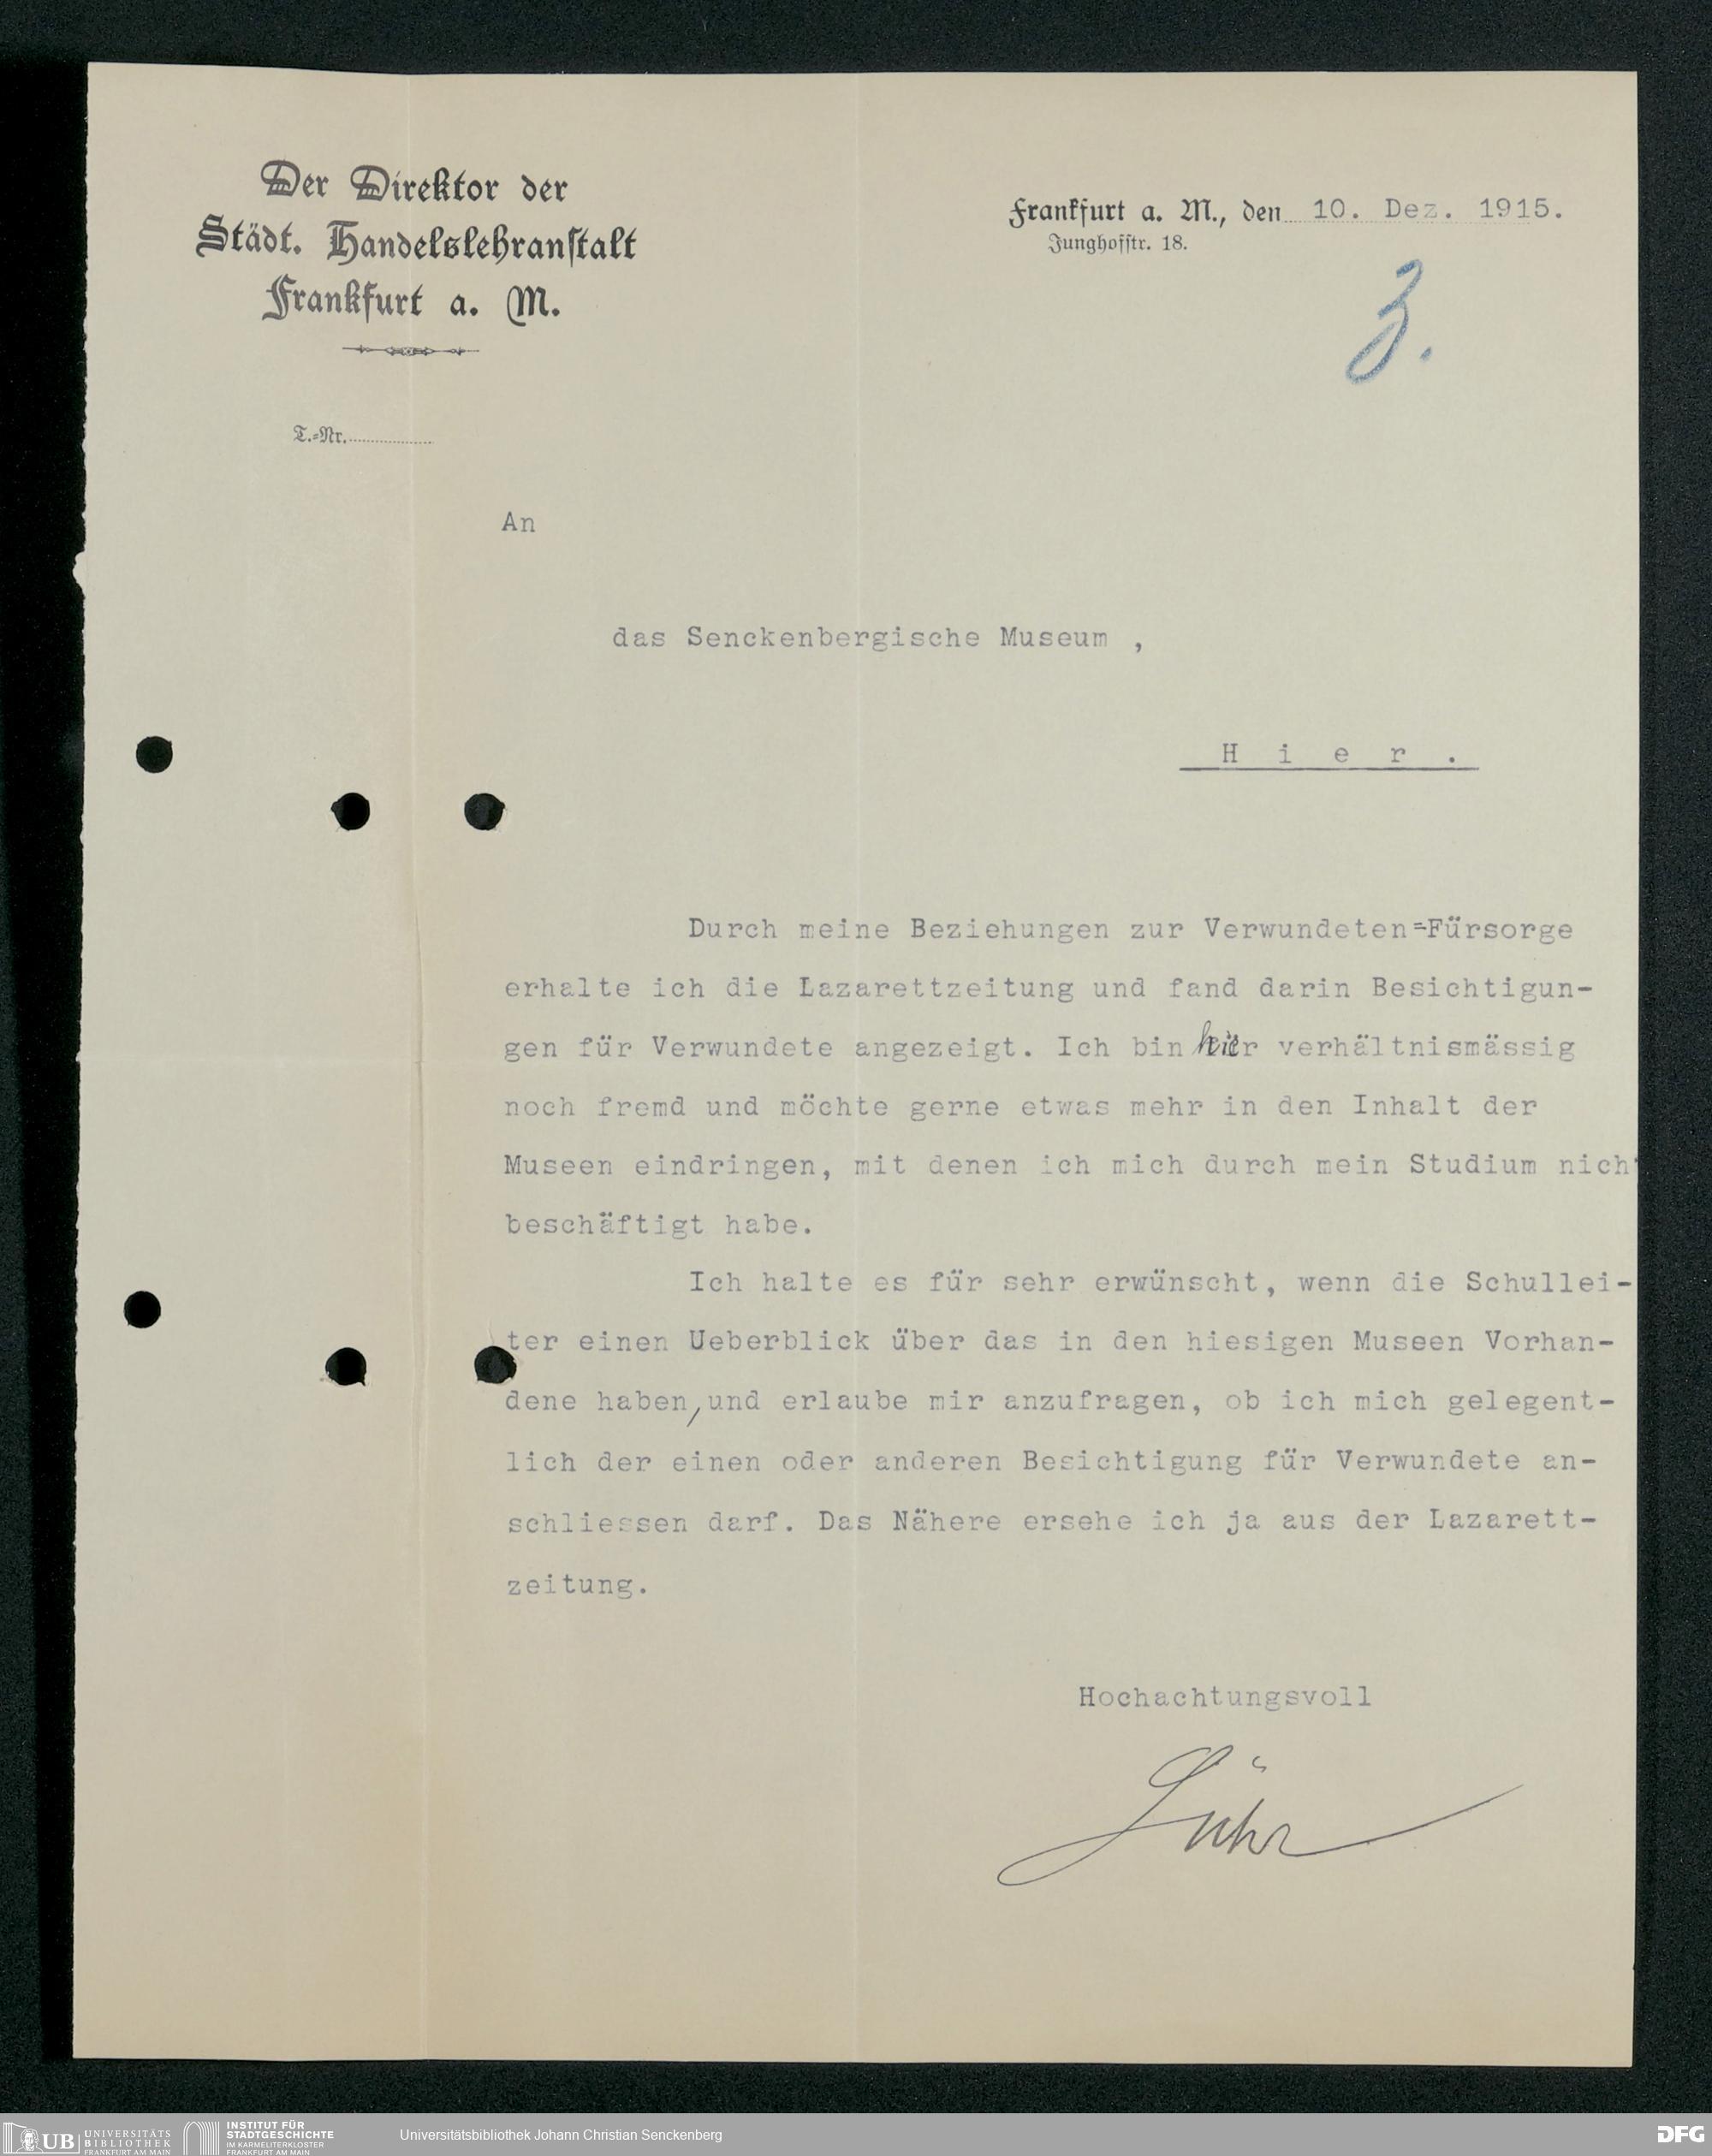 Der Direktor der
Städt. Handelslehranſtalt
Frankfurt a. M.
Frankfurt a. M., den 10. Dez. 1915.
Junghofſtr. 18.
3.
T.=Nr.
An
das Senckenbergische Museum ,
H i e r .
Durch meine Beziehungen zur Verwundeten=Fürsorge
erhalte ich die Lazarettzeitung und fand darin Besichtigun-
gen für Verwundete angezeigt. Ich bin hier verhältnismässig
noch fremd und möchte gerne etwas mehr in den Inhalt der
Museen eindringen, mit denen ich mich durch mein Studium nich
beschäftigt habe.
Ich halte es für sehr erwünscht, wenn die Schullei-
ter einen Ueberblick über das in den hiesigen Museen Vorhan-
dene haben, und erlaube mir anzufragen, ob ich mich gelegent-
lich der einen oder anderen Besichtigung für Verwundete an-
schliessen darf. Das Nähere ersehe ich ja aus der Lazarett-
zeitung.
Hochachtungsvoll
Lühr
UB UNIVERSITÄTS
BIBLIOTHEK
FRANKFURT AM MAIN
INSTITUT FÜR
STADTGESCHICHTE
IM KARMELITERKLOSTER
FRANKFURT AM MAIN
Universitätsbibliothek Johann Christian Senckenberg
DFG